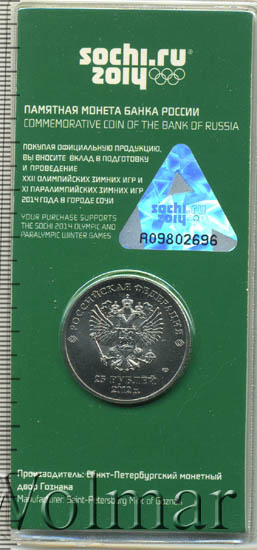 sochi.ru
2014
ПАМЯТНАЯ МОНЕТА БАНКА РОССИИ
COMMEMORATIVE COIN OF THE BANK OF RUSSIA
ПОКУПАЯ ОФИЦИАЛЬНУЮ ПРОДУКЦИЮ,
ВЫ ВНОСИТЕ ВКЛАД В ПОДГОТОВКУ
И ПРОВЕДЕНИЕ
XXII ОЛИМПИЙСКИХ ЗИМНИХ ИГР И
XI ПАРАЛИМПИЙСКИХ ЗИМНИХ ИГР
2014 ГОДА В ГОРОДЕ СОЧИ
YOUR PURCHASE SUPPORTS
THE SOCHI 2014 OLYMPIC AND
PARALYMPIC WINTER GAMES
sochi.ru
2014
A09802696
РОССИЙСКАЯ ФЕДЕРАЦИЯ
25 РУБЛЕЙ
2012 Г.
Производитель: Санкт-Петербургский монетный
двор Гознака
Manufacturer: Saint-Petersburg Mint of Goznak
Wolmar